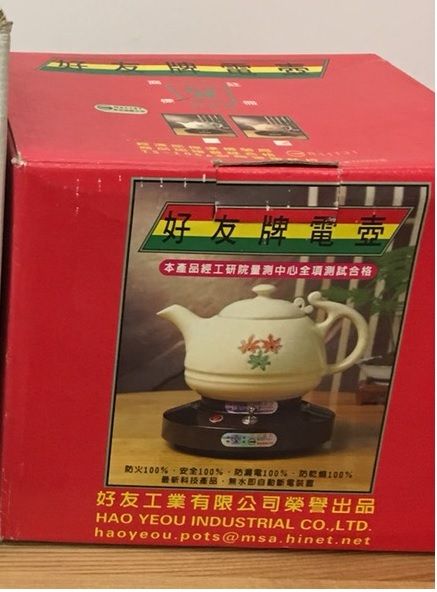 好友牌電壺
好友牌電壺
本產品經工研院量測中心全項測試合格
防火100%．安全100%．防漏電100%．防乾燒100%
最新科技產品．無水即自動斷電裝置
好友工業有限公司榮譽出品
HAO YEOU INDUSTRIAL CO.,LTD.
haoyeou.pots@msa.hinet.net